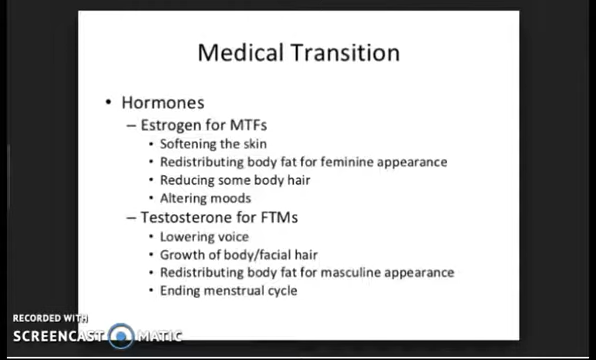 Medical Transition
• Hormones
– Estrogen for MTFs
• Softening the skin
• Redistributing body fat for feminine appearance
• Reducing some body hair
• Altering moods
– Testosterone for FTMs
• Lowering voice
• Growth of body/facial hair
• Redistributing body fat for masculine appearance
• Ending menstrual cycle
RECORDED WITH
SCREENCAST MATIC